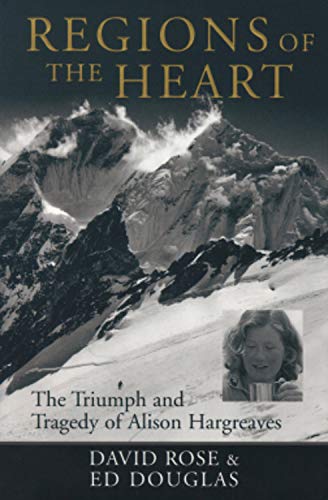 REGIONS OF
THE HEART
The Triumph and
Tragedy of Alison Hargreaves
DAVID ROSE &
ED DOUGLAS